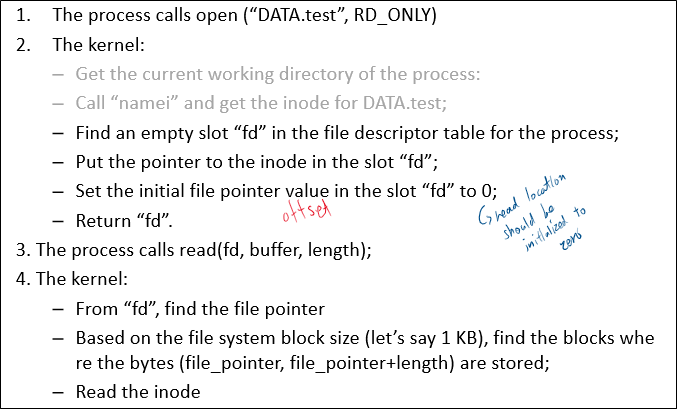 1. The process calls open (“DATA.test”, RD_ONLY)
2. The kernel:
– Get the current working directory of the process:
– Call “namei” and get the inode for DATA.test;
– Find an empty slot “fd” in the file descriptor table for the process;
– Put the pointer to the inode in the slot “fd”;
– Set the initial file pointer value in the slot “fd” to 0;
offset
head location
should be
initialized to
zero
– Return “fd”.
3. The process calls read(fd, buffer, length);
4. The kernel:
– From “fd”, find the file pointer
– Based on the file system block size (let’s say 1 KB), find the blocks whe
re the bytes (file_pointer, file_pointer+length) are stored;
– Read the inode